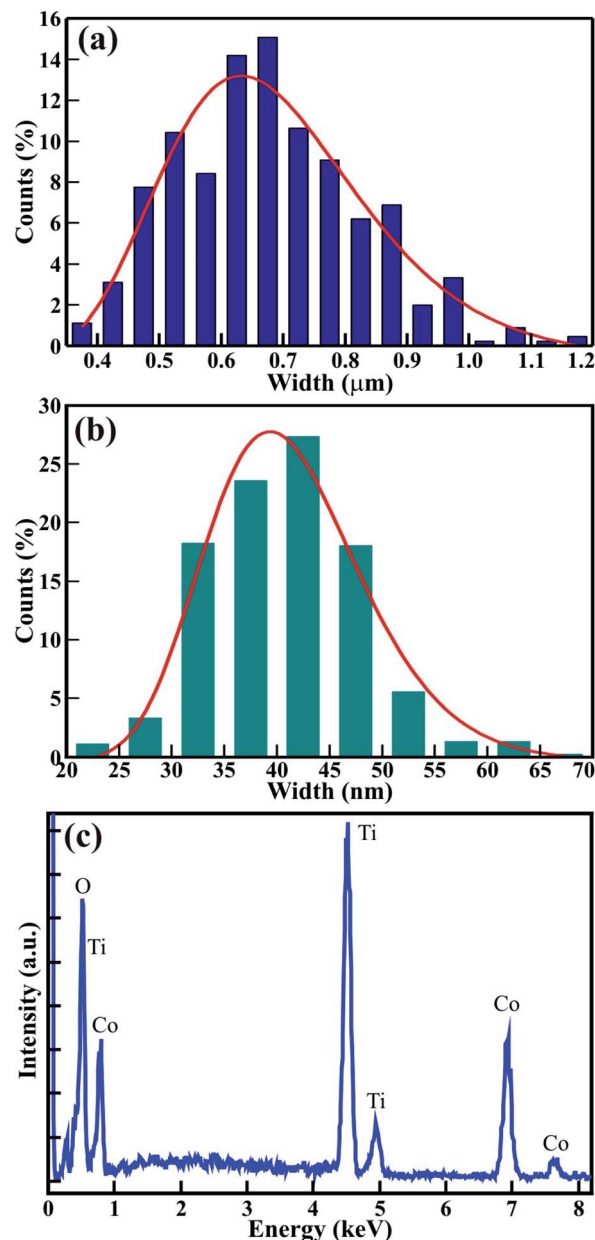 (a)
16
14
12
10
8
6
4
2
0
Counts (%)
0.4 0.5 0.6 0.7 0.8 0.9 1.0 1.1 1.2
Width (μm)
(b)
30
25
20
15
10
5
0
Counts (%)
20 25 30 35 40 45 50 55 60 65 70
Width (nm)
(c)
Ti
O
Ti
Co
Co
Ti
Co
Intensity (a.u.)
0 1 2 3 4 5 6 7 8
Energy (keV)